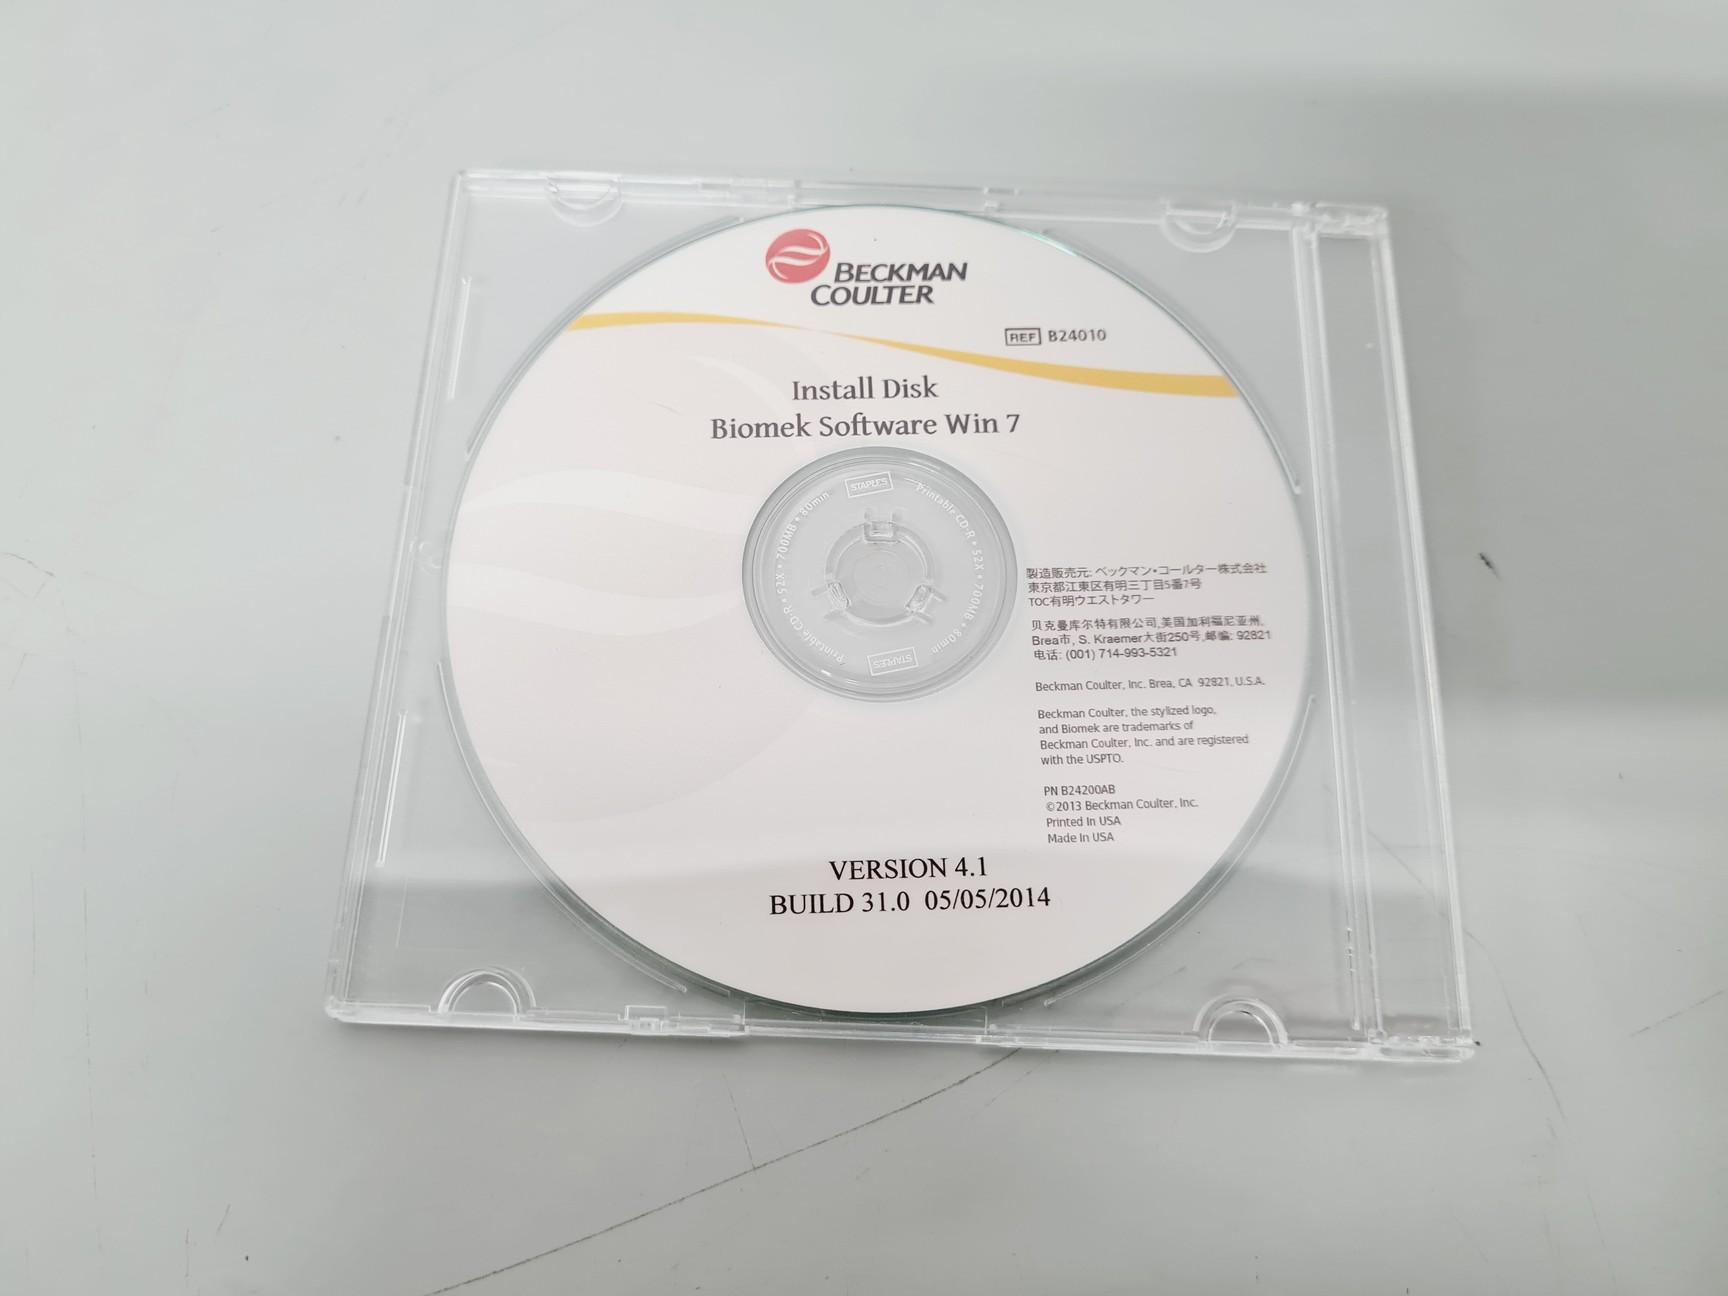 BECKMAN
COULTER
REF B24010
Install Disk
Biomek Software Win 7
STAPLES
Printable CD-R • 52X • 700MB • 80min
STAPLES
Printable CD-R • 52X • 700MB • 80min
製造販売元: ベックマン•コールター株式会社
東京都江東区有明三丁目5番7号
TOC有明ウエストタワー
贝克曼库尔特有限公司,美国加利福尼亚州,
Brea市, S. Kraemer大街250号,邮编: 92821
电话: (001) 714-993-5321
Beckman Coulter, Inc. Brea, CA 92821, U.S.A.
Beckman Coulter, the stylized logo,
and Biomek are trademarks of
Beckman Coulter, Inc. and are registered
with the USPTO.
PN B24200AB
©2013 Beckman Coulter, Inc.
Printed In USA
Made In USA
VERSION 4.1
BUILD 31.0 05/05/2014